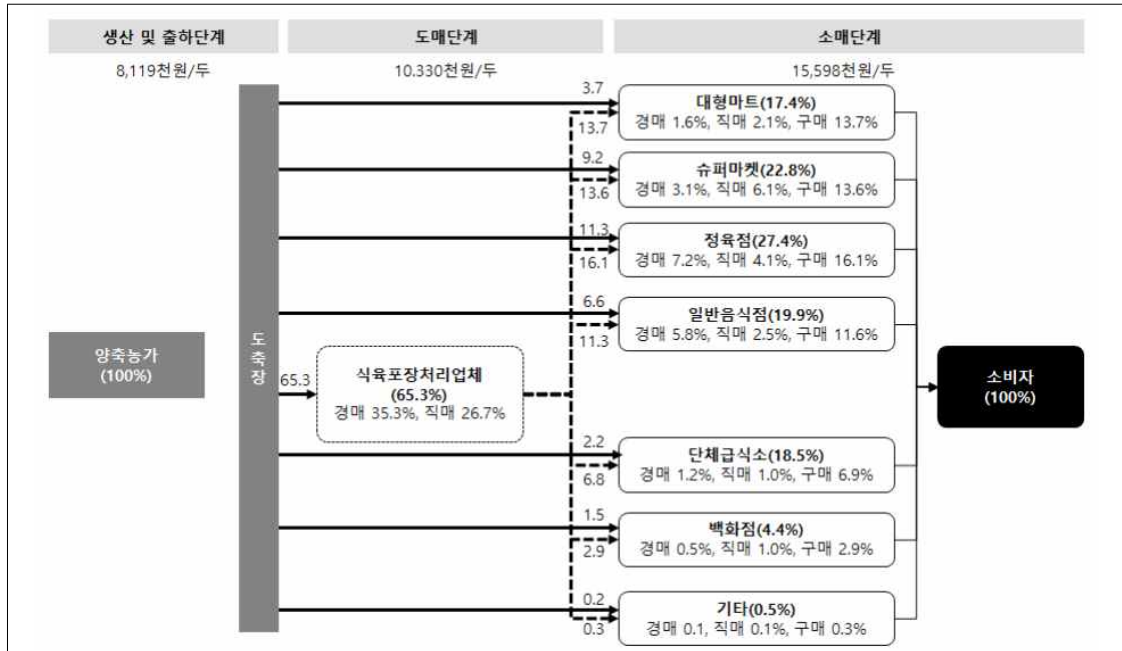 생산 및 출하단계
도매단계
소매단계
8,119천원/두
10.330천원/두
15,598천원/두
3.7
13.7
대형마트(17.4%)
경매 1.6%, 직매 2.1%, 구매 13.7%
9.2
13.6
슈퍼마켓(22.8%)
경매 3.1%, 직매 6.1%, 구매 13.6%
11.3
16.1
정육점(27.4%)
경매 7.2%, 직매 4.1%, 구매 16.1%
6.6
11.3
일반음식점(19.9%)
경매 5.8%, 직매 2.5%, 구매 11.6%
양축농가
(100%)
도축장
65.3
식육포장처리업체
(65.3%)
경매 35.3%, 직매 26.7%
소비자
(100%)
2.2
6.8
단체급식소(18.5%)
경매 1.2%, 직매 1.0%, 구매 6.9%
1.5
2.9
백화점(4.4%)
경매 0.5%, 직매 1.0%, 구매 2.9%
0.2
0.3
기타(0.5%)
경매 0.1, 직매 0.1%, 구매 0.3%